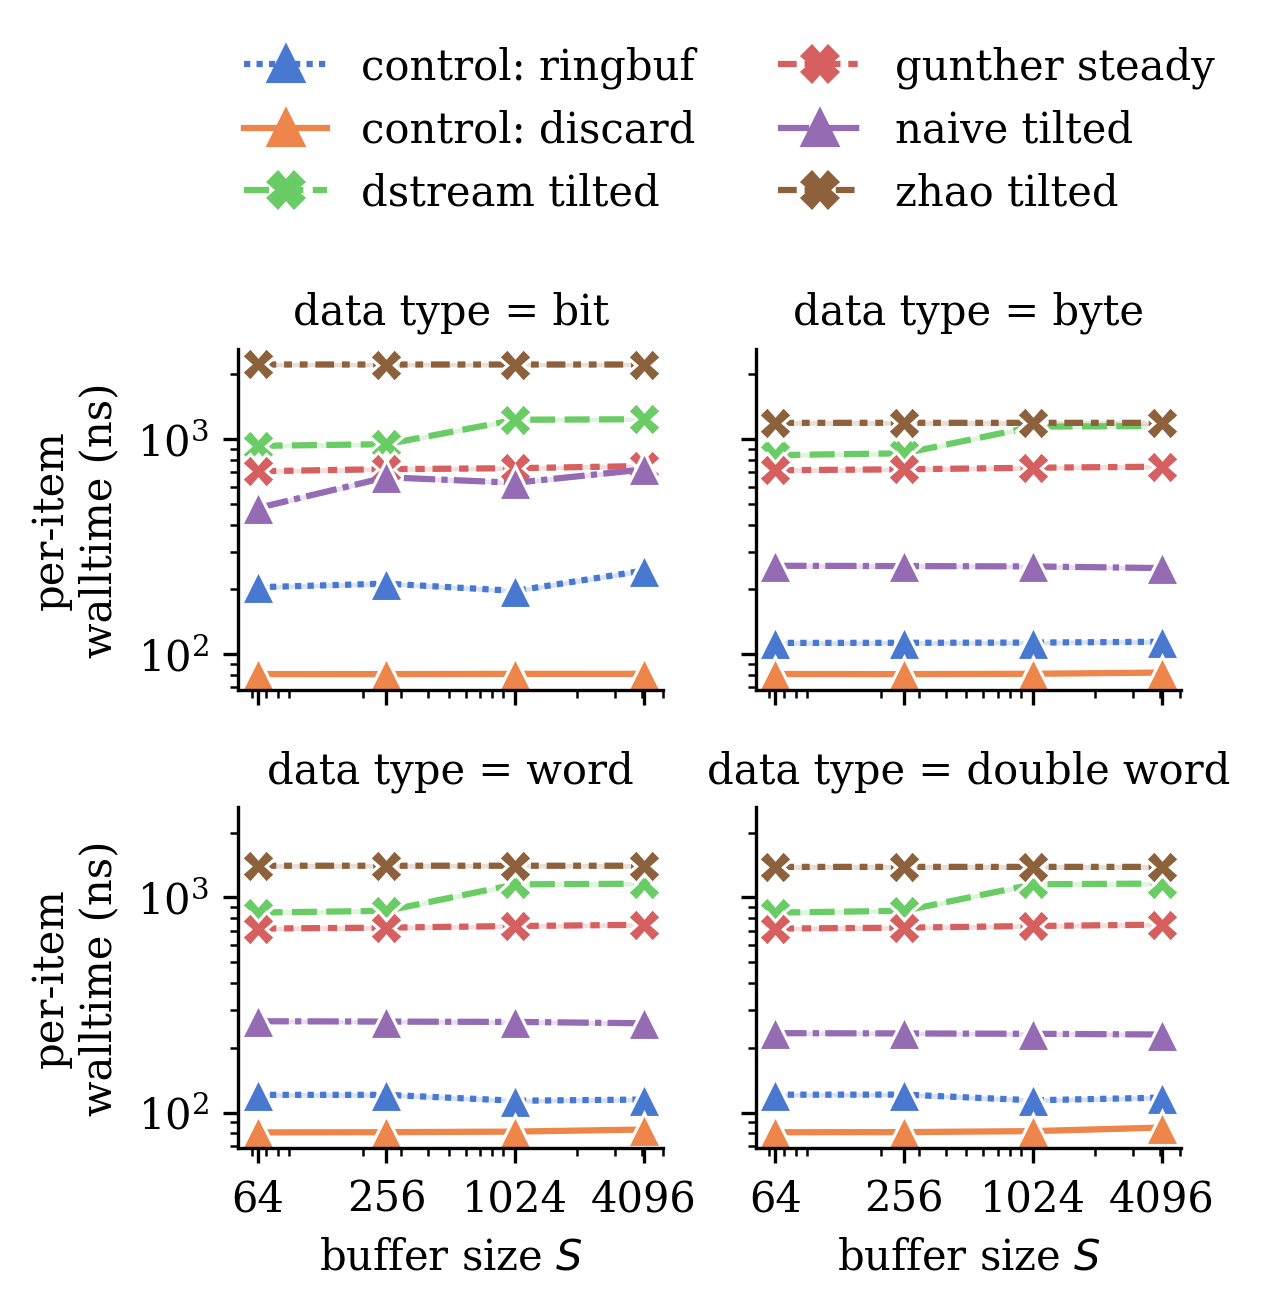 control: ringbuf
control: discard
dstream tilted
gunther steady
naive tilted
zhao tilted
data type = bit
data type = byte
per-item
walltime (ns)
10³
10²
data type = word
data type = double word
per-item
walltime (ns)
10³
10²
64 256 1024 4096
64 256 1024 4096
buffer size S
buffer size S